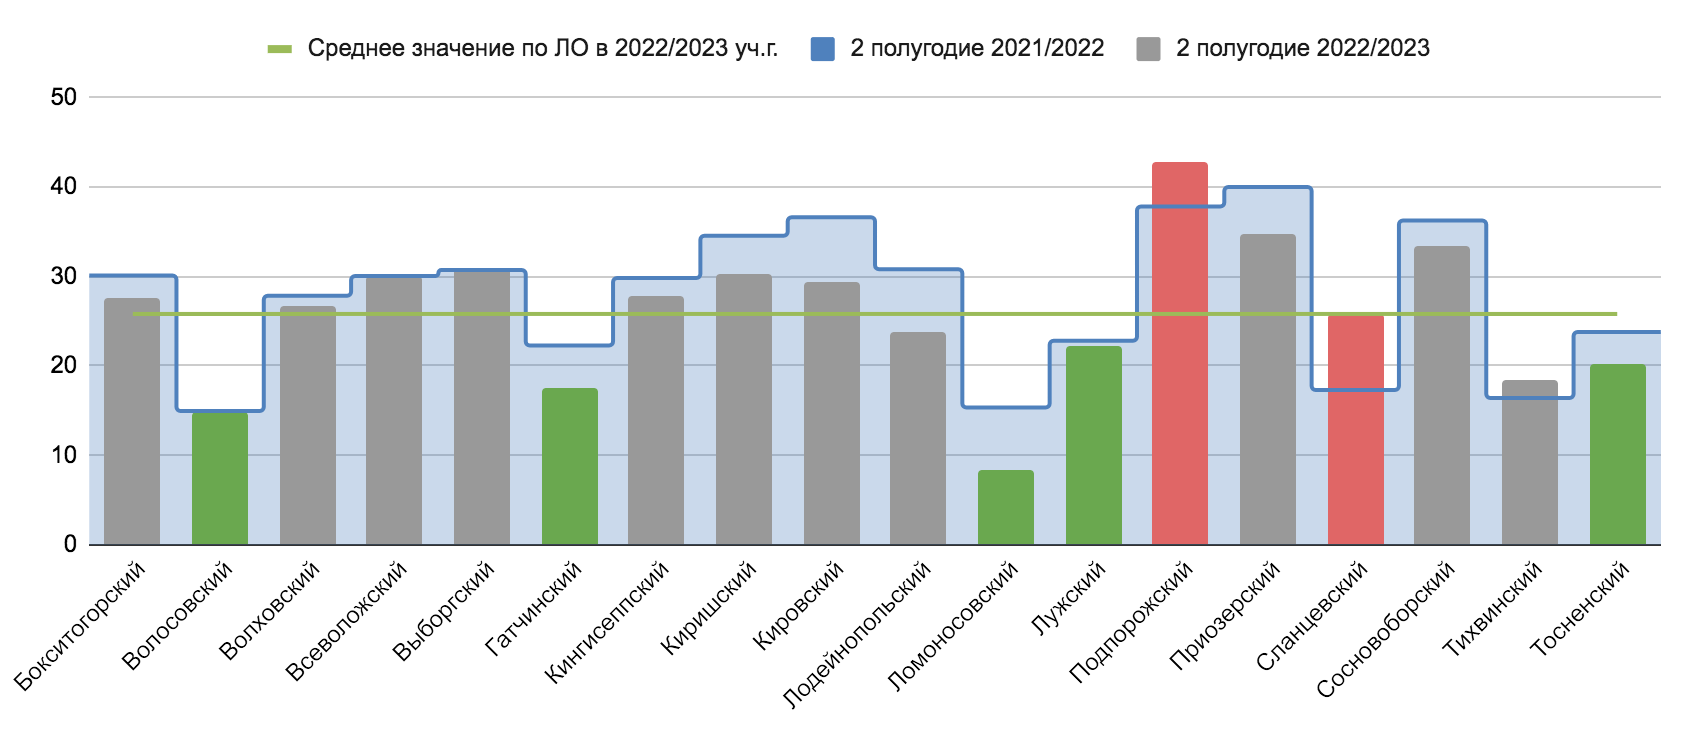 Среднее значение по ЛО в 2022/2023 уч.г. 2 полугодие 2021/2022 2 полугодие 2022/2023
50
40
30
20
10
0
Бокситогорский
Волосовский
Волховский
Всеволожский
Выборгский
Гатчинский
Кингисеппский
Киришский
Кировский
Лодейнопольский
Ломоносовский
Лужский
Подпорожский
Приозерский
Сланцевский
Сосновоборский
Тихвинский
Тосненский